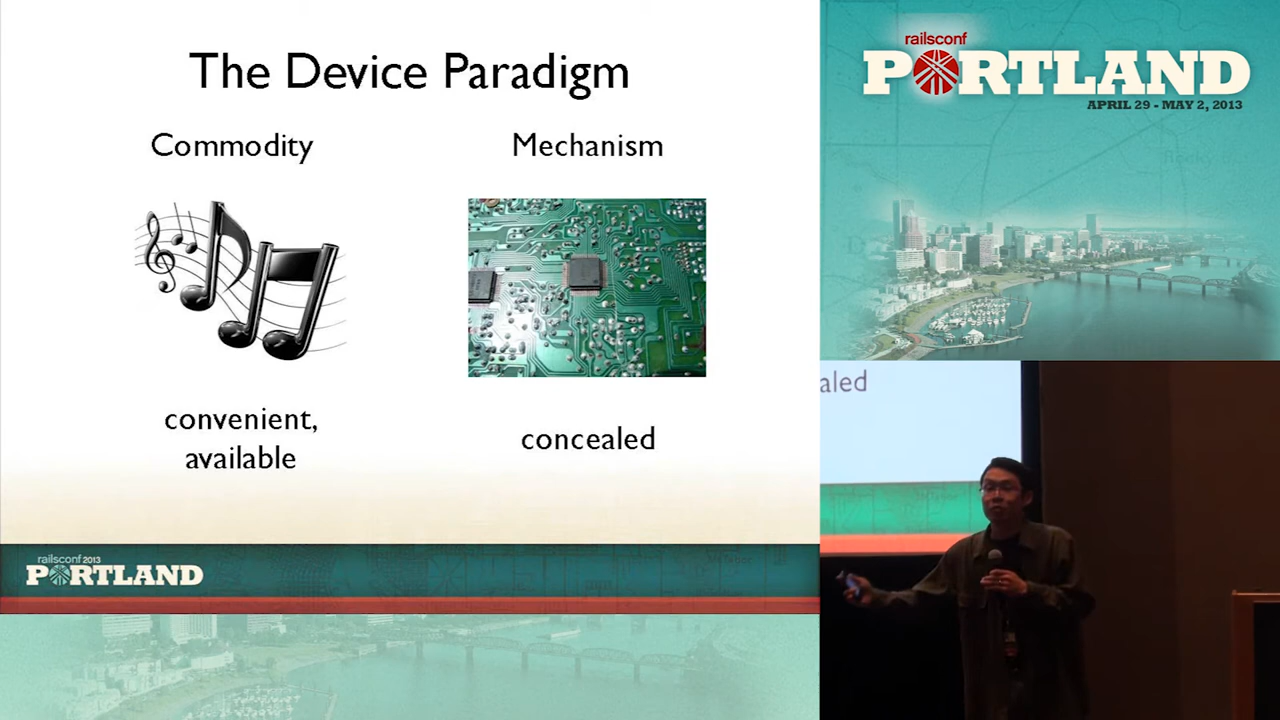 The Device Paradigm
Commodity
Mechanism
convenient,
available
concealed
railsconf 2013
PORTLAND
railsconf
PORTLAND
APRIL 29 - MAY 2, 2013
aled